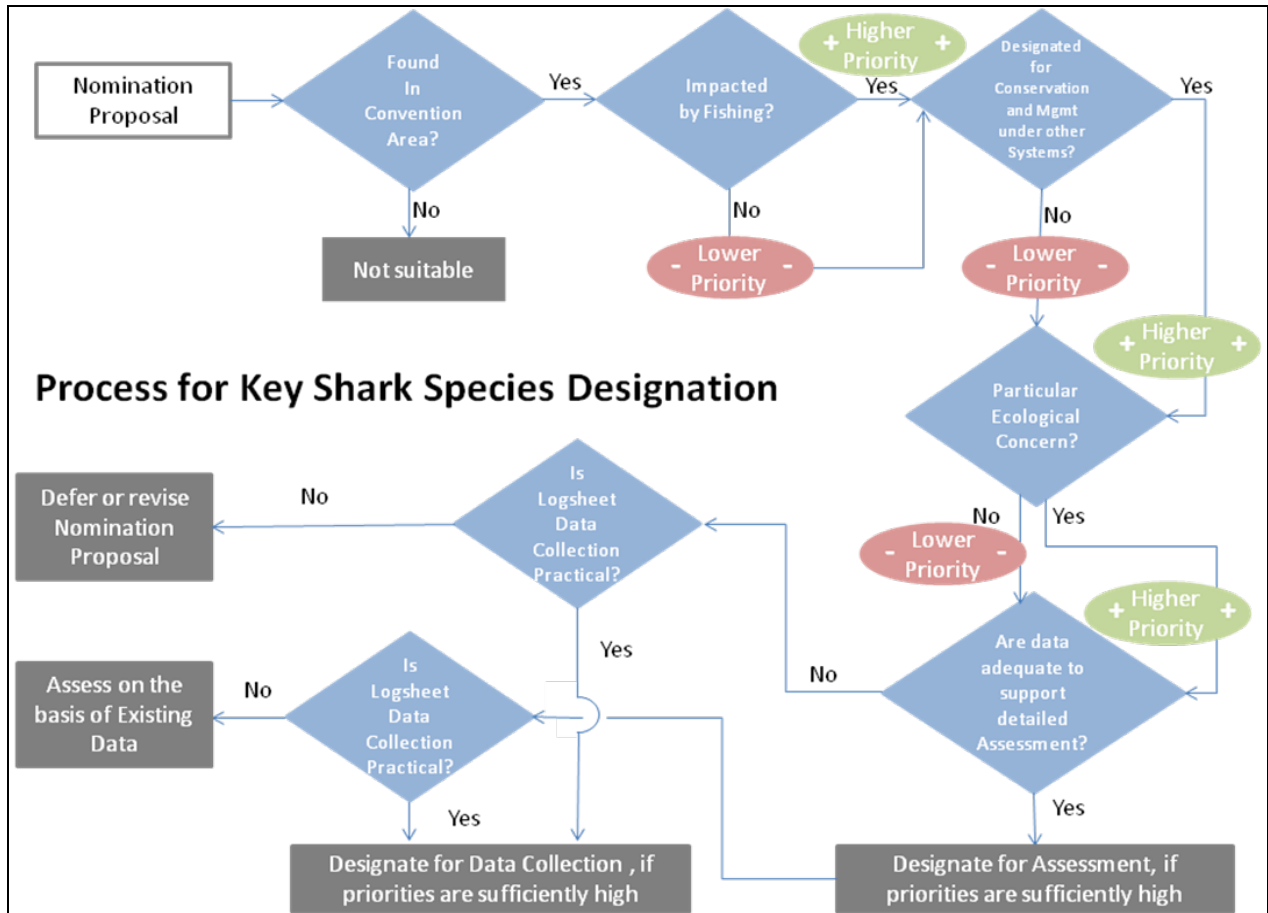 Nomination
Proposal
Found
In
Convention
Area?
Yes
No
Not suitable
Impacted
by Fishing?
+ Higher +
Priority
Yes
No
- Lower -
Priority
Designated
for
Conservation
and Mgmt
under other
Systems?
Yes
No
- Lower -
Priority
+ Higher +
Priority
Process for Key Shark Species Designation
Particular
Ecological
Concern?
No
Yes
- Lower -
Priority
+ Higher +
Priority
Are data
adequate to
support
detailed
Assessment?
No
Yes
Is
Logsheet
Data
Collection
Practical?
No
Yes
Defer or revise
Nomination
Proposal
Is
Logsheet
Data
Collection
Practical?
No
Yes
Assess on the
basis of Existing
Data
Designate for Data Collection , if
priorities are sufficiently high
Designate for Assessment, if
priorities are sufficiently high